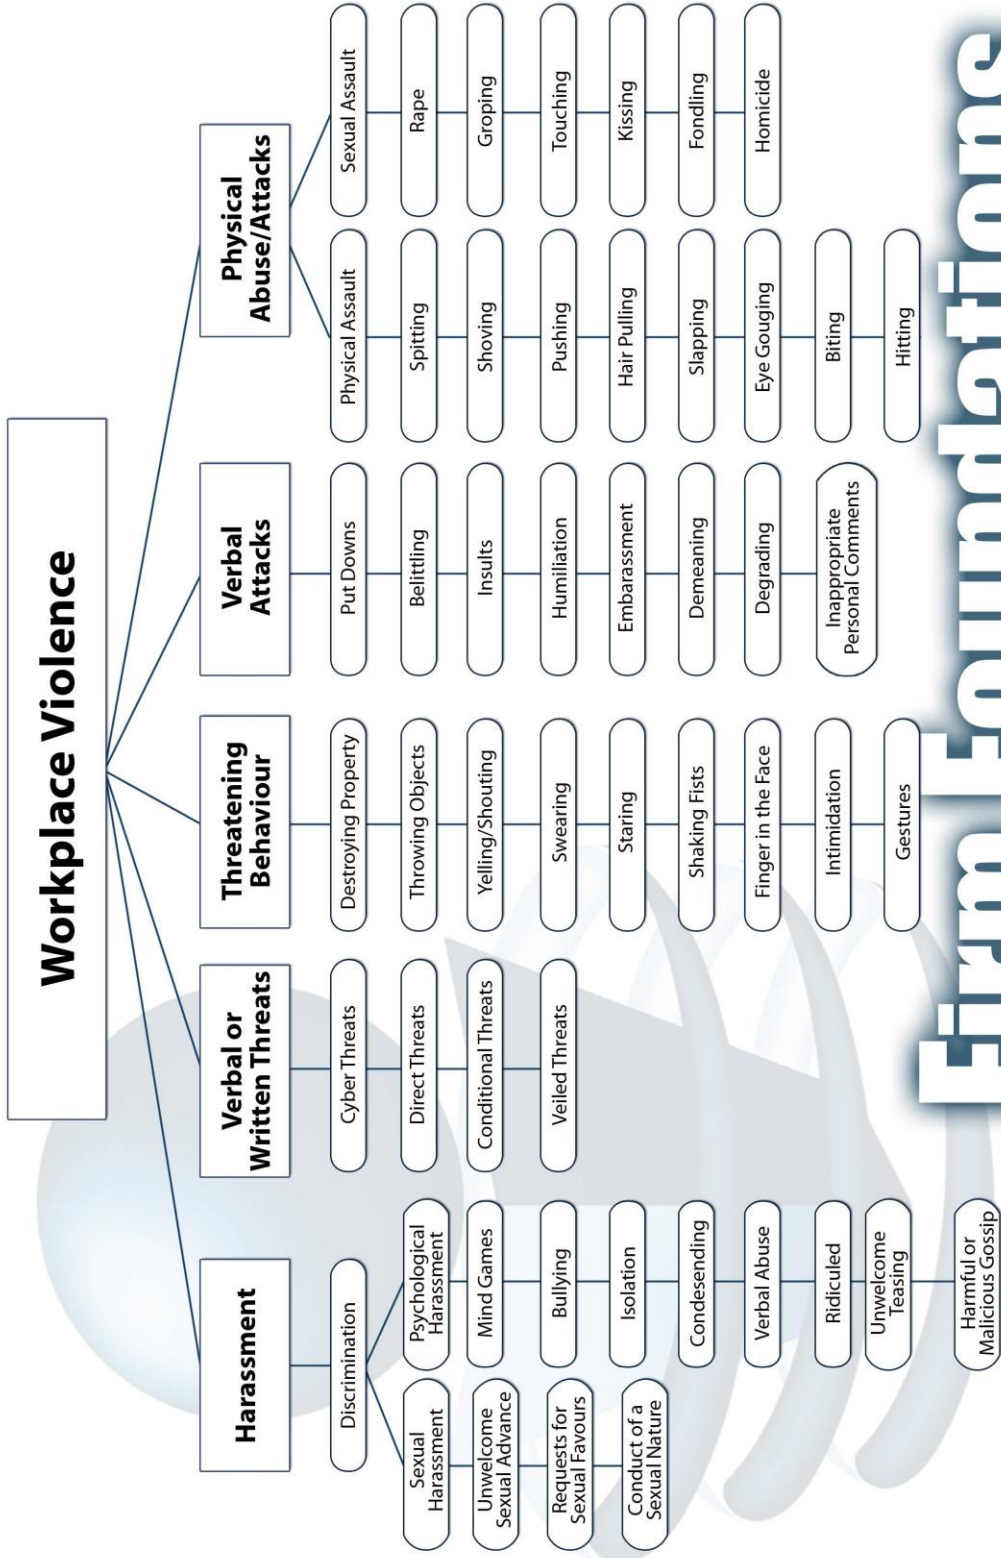 Workplace Violence
Harassment
Discrimination
Sexual
Harassment
Unwelcome
Sexual Advance
Requests for
Sexual Favours
Conduct of a
Sexual Nature
Psychological
Harassment
Mind Games
Bullying
Isolation
Condesending
Verbal Abuse
Ridiculed
Unwelcome
Teasing
Harmful or
Malicious Gossip
Verbal or
Written Threats
Cyber Threats
Direct Threats
Conditional Threats
Veiled Threats
Threatening
Behaviour
Destroying Property
Throwing Objects
Yelling/Shouting
Swearing
Staring
Shaking Fists
Finger in the Face
Intimidation
Gestures
Verbal
Attacks
Put Downs
Belittling
Insults
Humiliation
Embarassment
Demeaning
Degrading
Inappropriate
Personal Comments
Physical
Abuse/Attacks
Physical Assault
Spitting
Shoving
Pushing
Hair Pulling
Slapping
Eye Gouging
Biting
Hitting
Sexual Assault
Rape
Groping
Touching
Kissing
Fondling
Homicide
Firm Foundations